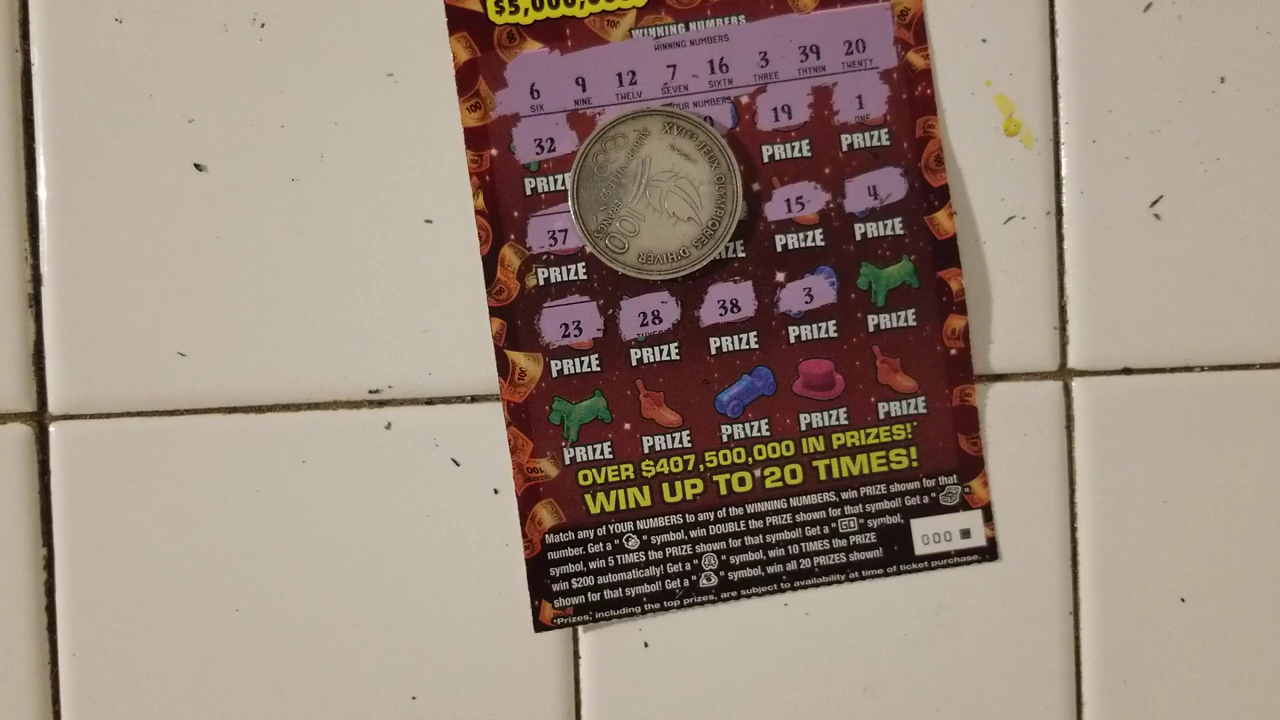 $5,000,000!
WINNING NUMBERS
WINNING NUMBERS
6 9 12 7 16 3 39 20
SIX NINE TWELV SEVEN SIXTN THREE THYNIN TWENTY
YOUR NUMBERS
32 19 1
ONE
PRIZE PRIZE PRIZE
37 15 4
PRIZE PRIZE PRIZE
23 28 38 3
PRIZE PRIZE PRIZE PRIZE PRIZE
PRIZE PRIZE PRIZE PRIZE PRIZE
XVIes JEUX OLYMPIQUES D'HIVER
100
FRANCS
OVER $407,500,000 IN PRIZES!*
WIN UP TO 20 TIMES!
Match any of YOUR NUMBERS to any of the WINNING NUMBERS, win PRIZE shown for that
number. Get a " " symbol, win DOUBLE the PRIZE shown for that symbol! Get a " "
symbol, win 5 TIMES the PRIZE shown for that symbol! Get a "GO" symbol,
win $200 automatically! Get a " " symbol, win 10 TIMES the PRIZE
shown for that symbol! Get a " " symbol, win all 20 PRIZES shown!
*Prizes, including the top prizes, are subject to availability at time of ticket purchase.
000